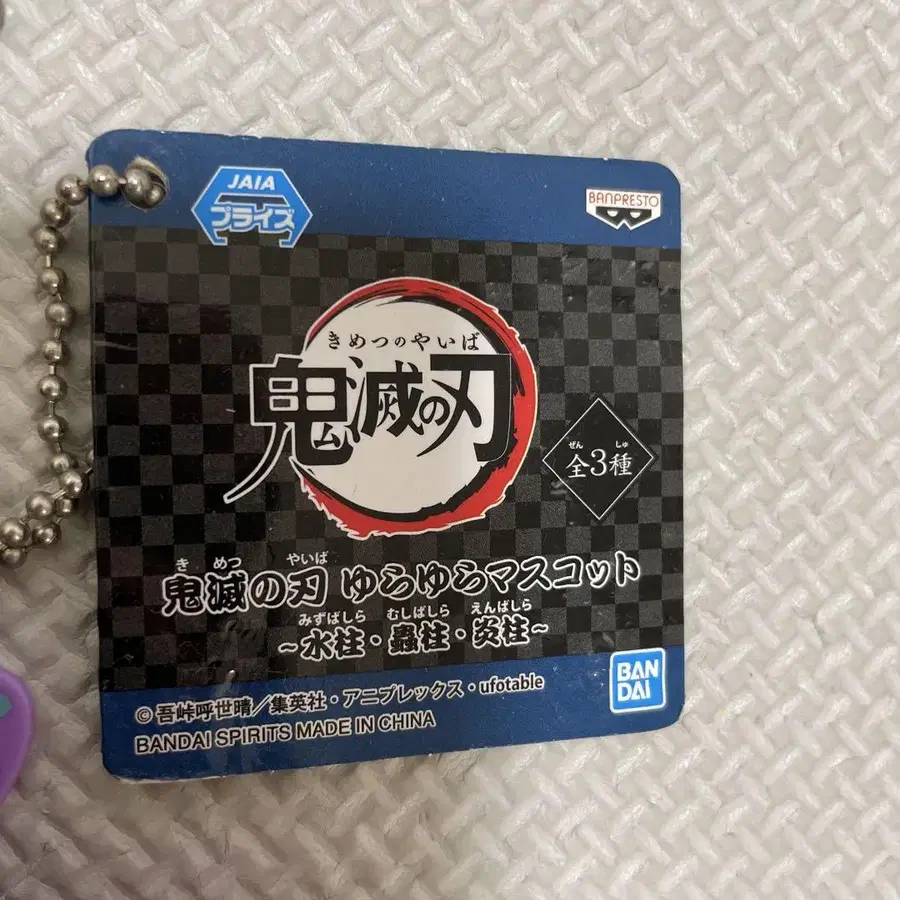 JAIA
プライズ
BANPRESTO
きめつのやいば
鬼滅の刃
ぜん しゅ
全3種
き めつ やいば
鬼滅の刃 ゆらゆらマスコット
みずばしら むしばしら えんばしら
~水柱・蟲柱・炎柱~
©吾峠呼世晴/集英社・アニプレックス・ufotable
BANDAI SPIRITS MADE IN CHINA
BAN
DAI